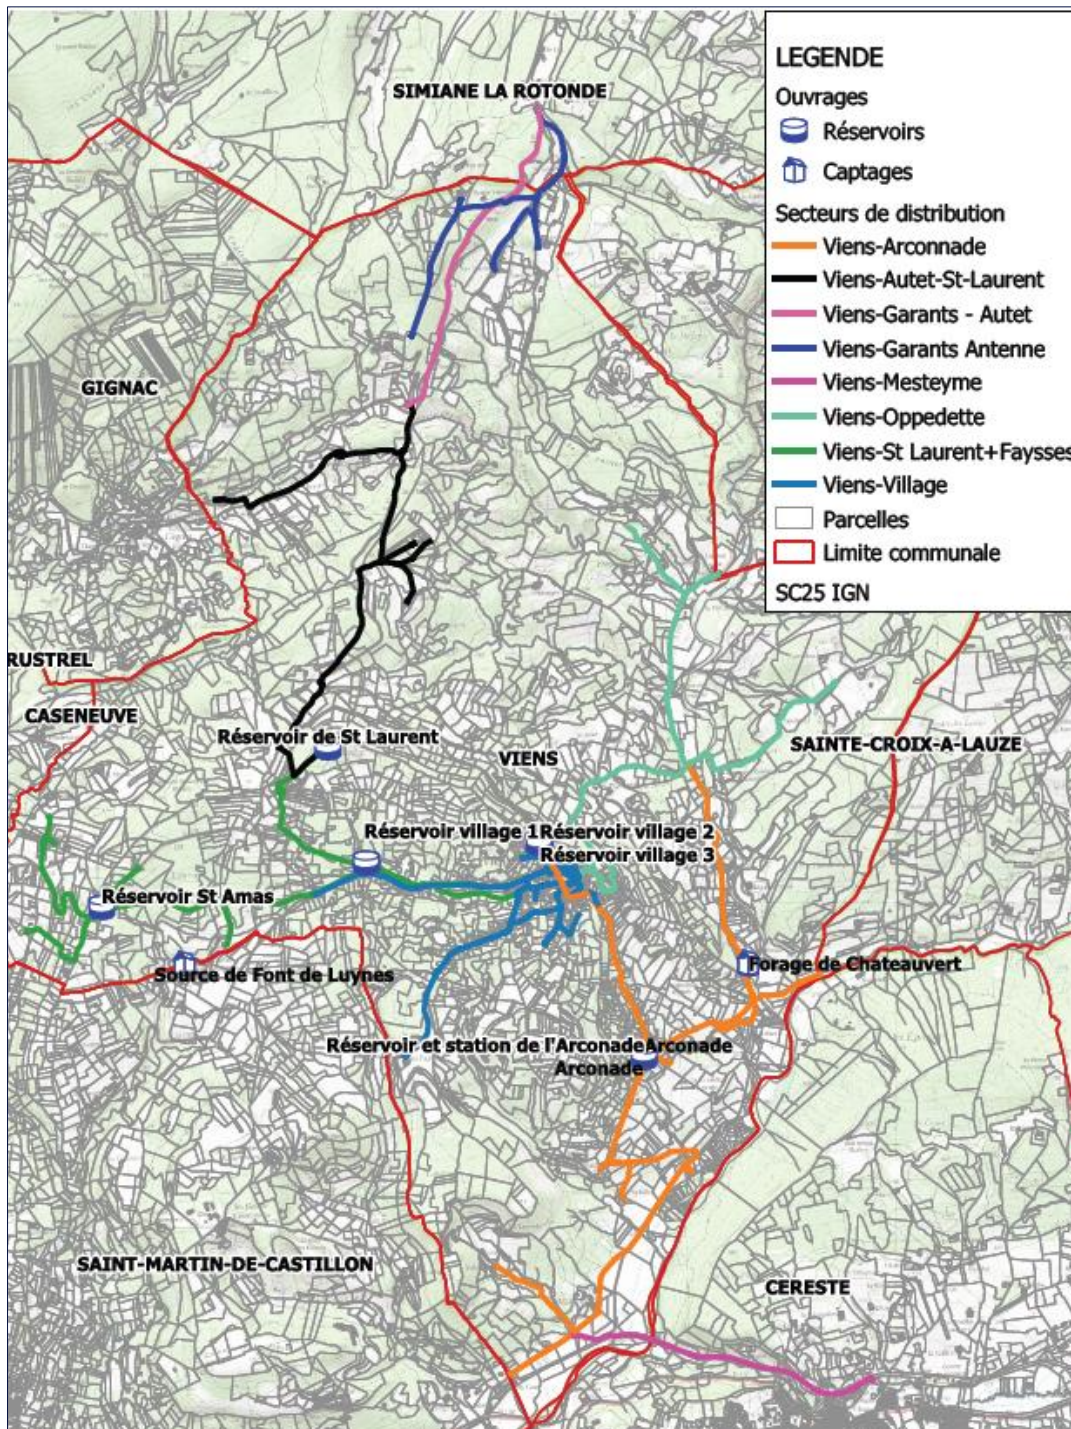 SIMIANE LA ROTONDE
LEGENDE
Ouvrages
Réservoirs
Captages
Secteurs de distribution
Viens-Arconnade
Viens-Autet-St-Laurent
Viens-Garants - Autet
Viens-Garants Antenne
Viens-Mesteyme
Viens-Oppedette
Viens-St Laurent+Faysses
Viens-Village
Parcelles
Limite communale
SC25 IGN
GIGNAC
RUSTREL
CASENEUVE
Réservoir de St Laurent
VIENS
SAINTE-CROIX-A-LAUZE
Réservoir village 1
Réservoir village 2
Réservoir village 3
Réservoir St Amas
Source de Font de Luynes
Forage de Chateauvert
Réservoir et station de l'Arconade
Arconade
Arconade
SAINT-MARTIN-DE-CASTILLON
CERESTE